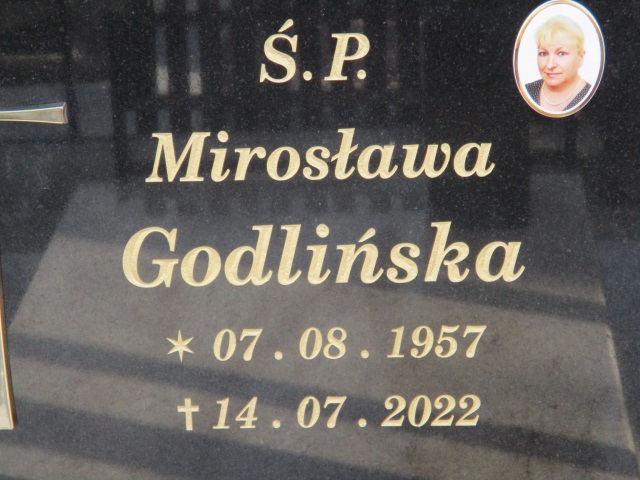 Ś.P.
Mirosława
Godlińska
✶ 07.08.1957
✝ 14.07.2022